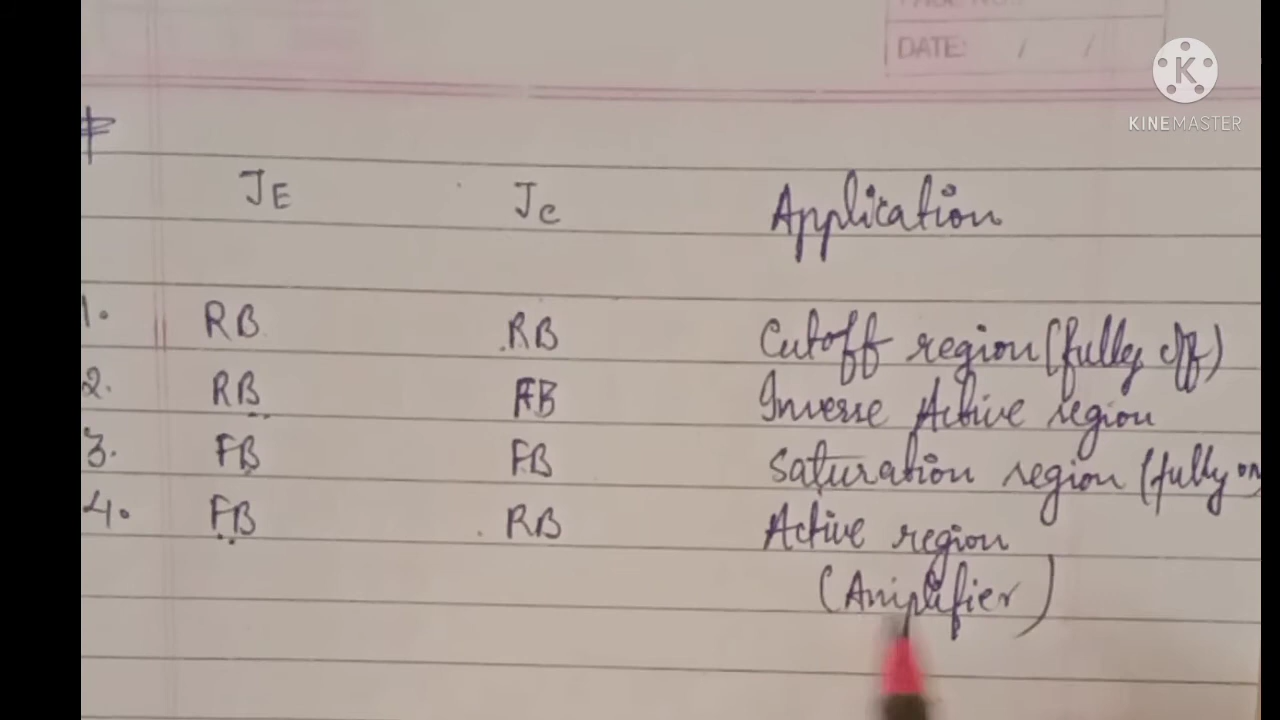 DATE: / /
KINEMASTER
#
JE JC Application
1. RB RB Cutoff region (fully off)
2. RB FB Inverse Active region
3. FB FB Saturation region (fully on)
4. FB RB Active region
(Amplifier)